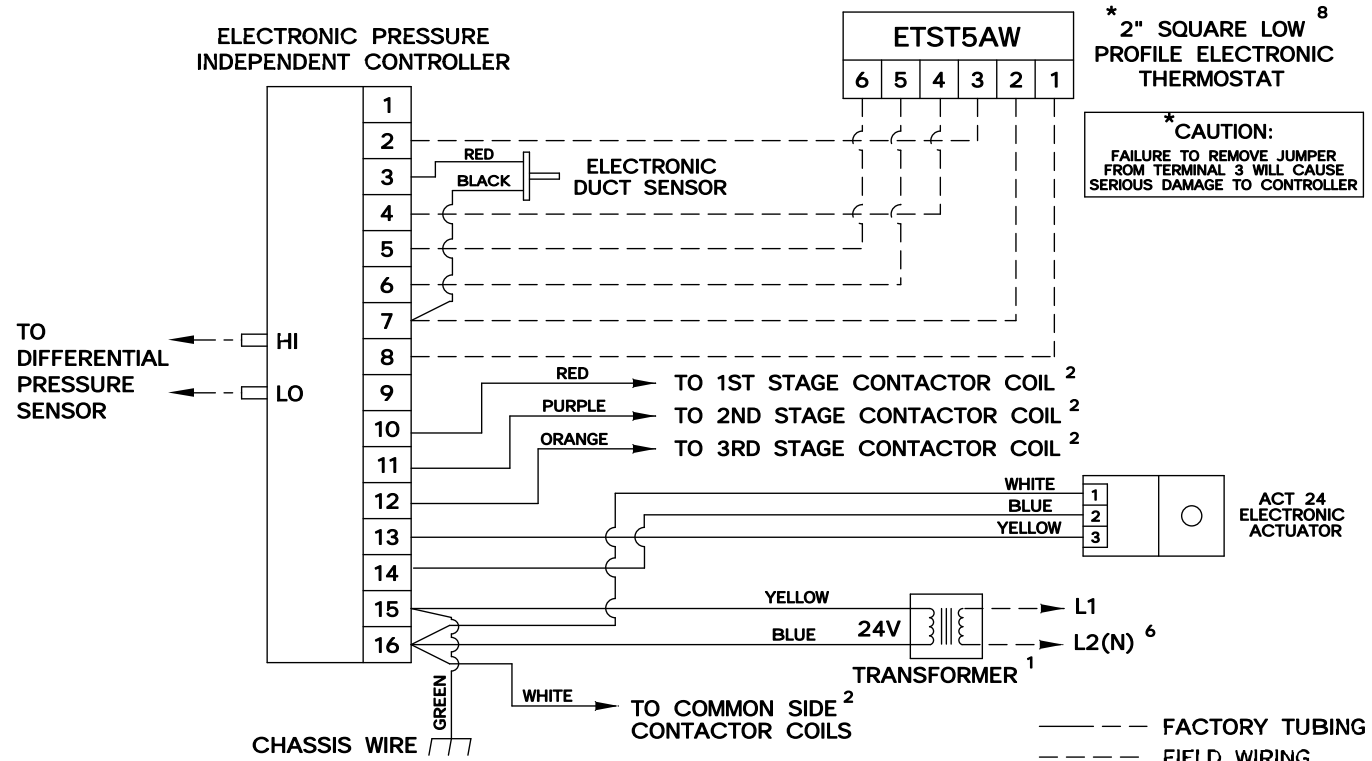 ELECTRONIC PRESSURE
INDEPENDENT CONTROLLER
ETST5AW
6 5 4 3 2 1
* 2" SQUARE LOW 8
PROFILE ELECTRONIC
THERMOSTAT
* CAUTION:
FAILURE TO REMOVE JUMPER
FROM TERMINAL 3 WILL CAUSE
SERIOUS DAMAGE TO CONTROLLER
1
2
3
4
5
6
7
8
9
10
11
12
13
14
15
16
RED
BLACK
ELECTRONIC
DUCT SENSOR
TO
DIFFERENTIAL
PRESSURE
SENSOR
HI
LO
RED
TO 1ST STAGE CONTACTOR COIL 2
PURPLE
TO 2ND STAGE CONTACTOR COIL 2
ORANGE
TO 3RD STAGE CONTACTOR COIL 2
WHITE
BLUE
YELLOW
1
2
3
ACT 24
ELECTRONIC
ACTUATOR
YELLOW
BLUE
24V
TRANSFORMER 1
L1
L2(N) 6
GREEN
WHITE
TO COMMON SIDE 2
CONTACTOR COILS
CHASSIS WIRE
FACTORY TUBING
FIELD WIRING